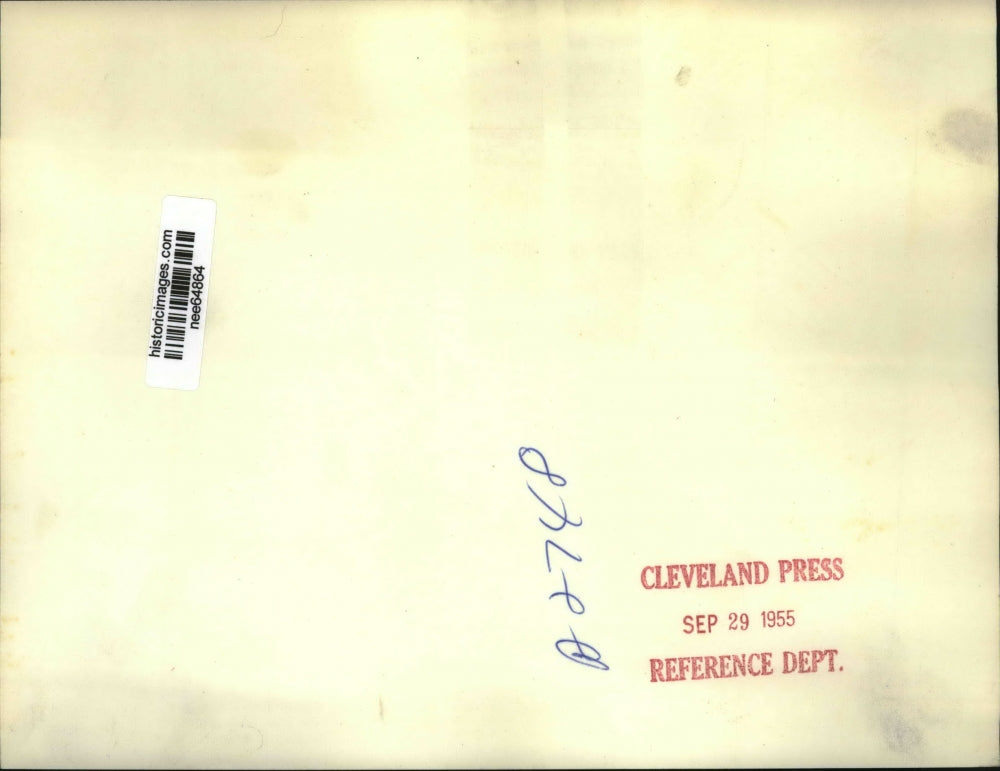 historicimages.com
nee64864
CLEVELAND PRESS
SEP 29 1955
REFERENCE DEPT.